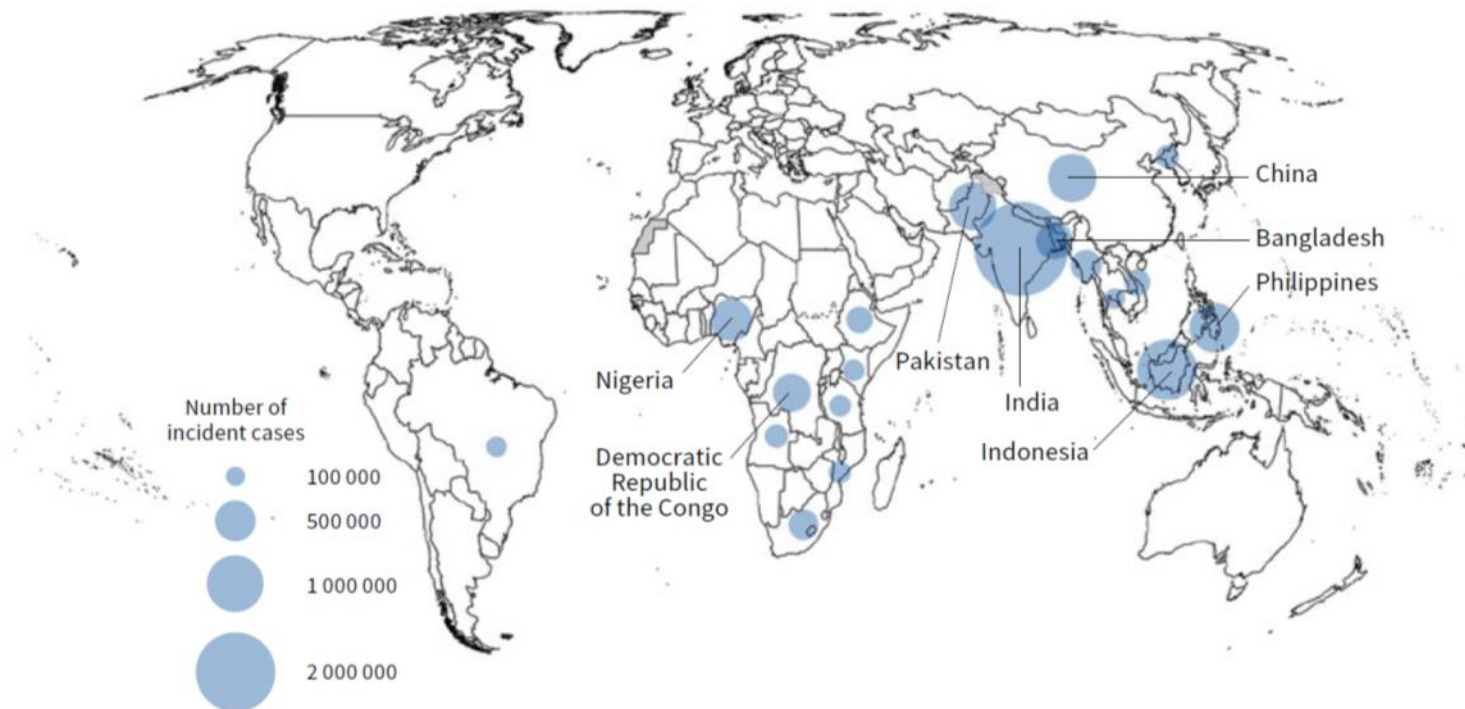 China
Bangladesh
Philippines
Pakistan
Nigeria
India
Number of
incident cases
Indonesia
Democratic
Republic
of the Congo
100 000
500 000
1 000 000
2 000 000